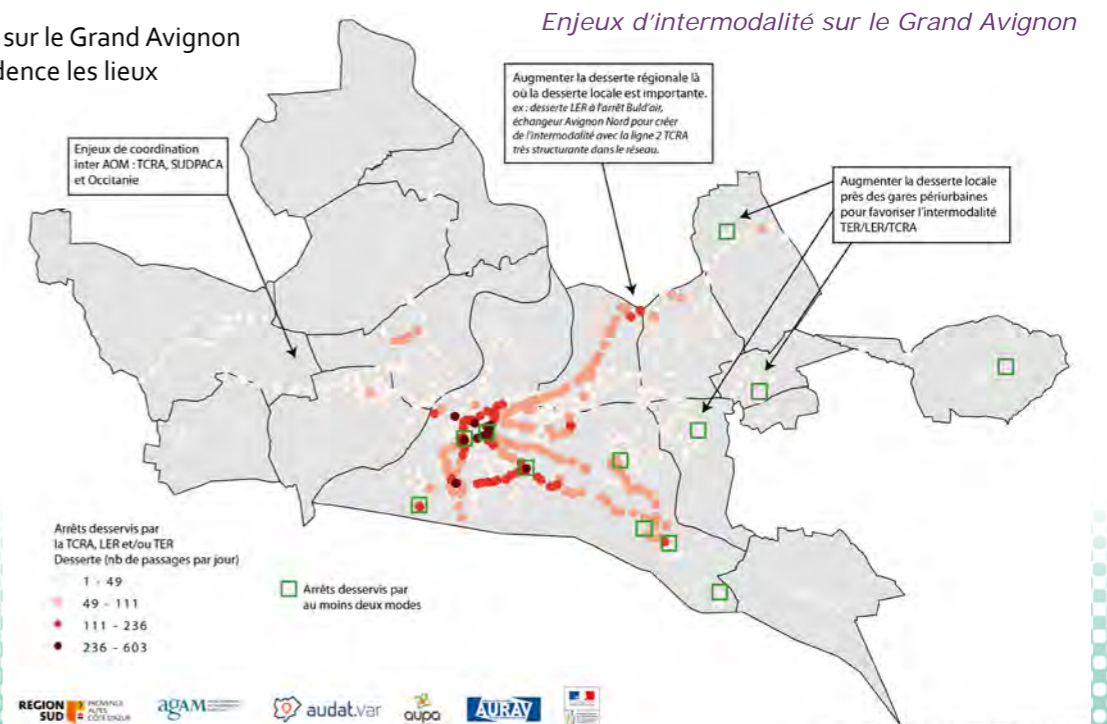 sur le Grand Avignon
dence les lieux
Enjeux d'intermodalité sur le Grand Avignon
Augmenter la desserte régionale là
où la desserte locale est importante.
ex : desserte LER à l'arrêt Buld'air,
échangeur Avignon Nord pour créer
de l'intermodalité avec la ligne 2 TCRA
très structurante dans le réseau.
Enjeux de coordination
inter AOM : TCRA, SUDPACA
et Occitanie
Augmenter la desserte locale
près des gares périurbaines
pour favoriser l'intermodalité
TER/LER/TCRA
Arrêts desservis par
la TCRA, LER et/ou TER
Desserte (nb de passages par jour)
1 - 49
49 - 111
111 - 236
236 - 603
Arrêts desservis par
au moins deux modes
REGION
SUD
PROVENCE
ALPES
CÔTE D'AZUR
agAM
audat.var
aupa
AURAV